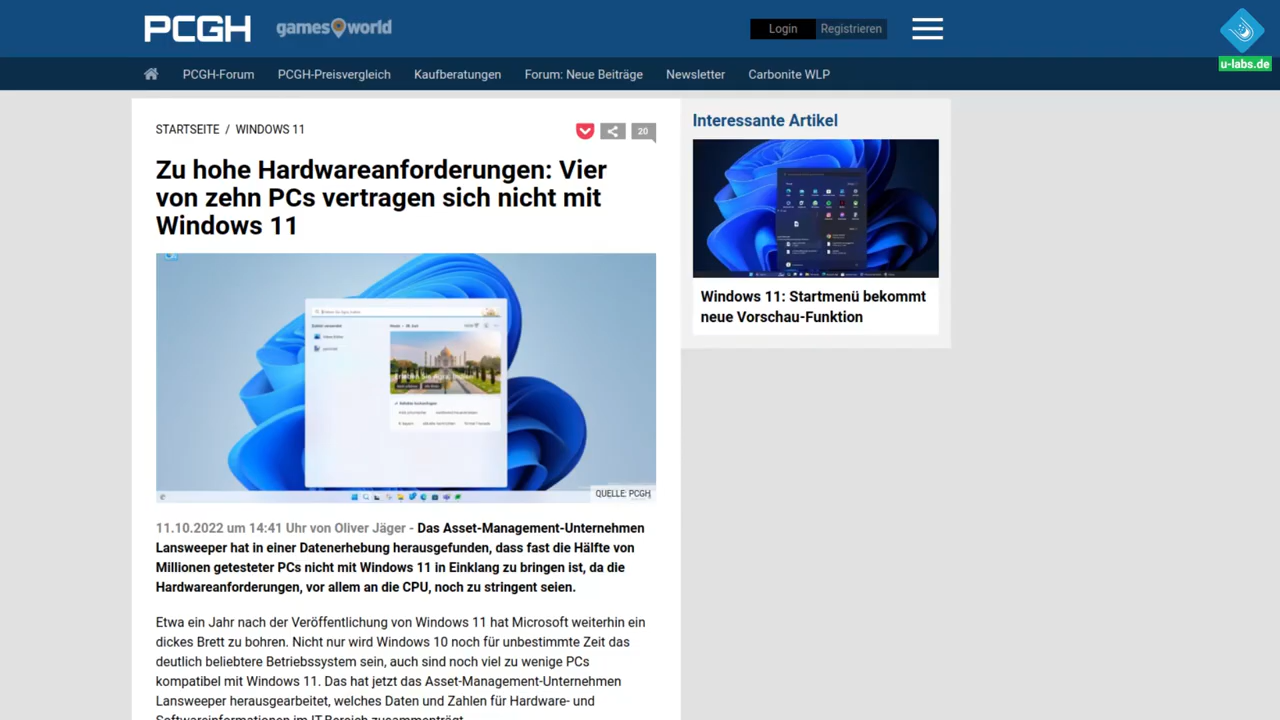 PCGH
games world
Login
Registrieren
u-labs.de
PCGH-Forum
PCGH-Preisvergleich
Kaufberatungen
Forum: Neue Beiträge
Newsletter
Carbonite WLP
STARTSEITE / WINDOWS 11
20
Zu hohe Hardwareanforderungen: Vier
von zehn PCs vertragen sich nicht mit
Windows 11
QUELLE: PCGH
11.10.2022 um 14:41 Uhr von Oliver Jäger - Das Asset-Management-Unternehmen
Lansweeper hat in einer Datenerhebung herausgefunden, dass fast die Hälfte von
Millionen getesteter PCs nicht mit Windows 11 in Einklang zu bringen ist, da die
Hardwareanforderungen, vor allem an die CPU, noch zu stringent seien.
Etwa ein Jahr nach der Veröffentlichung von Windows 11 hat Microsoft weiterhin ein
dickes Brett zu bohren. Nicht nur wird Windows 10 noch für unbestimmte Zeit das
deutlich beliebtere Betriebssystem sein, auch sind noch viel zu wenige PCs
kompatibel mit Windows 11. Das hat jetzt das Asset-Management-Unternehmen
Lansweeper herausgearbeitet, welches Daten und Zahlen für Hardware- und
Softwareinformationen im IT-Bereich zusammenträgt.
Interessante Artikel
Windows 11: Startmenü bekommt
neue Vorschau-Funktion